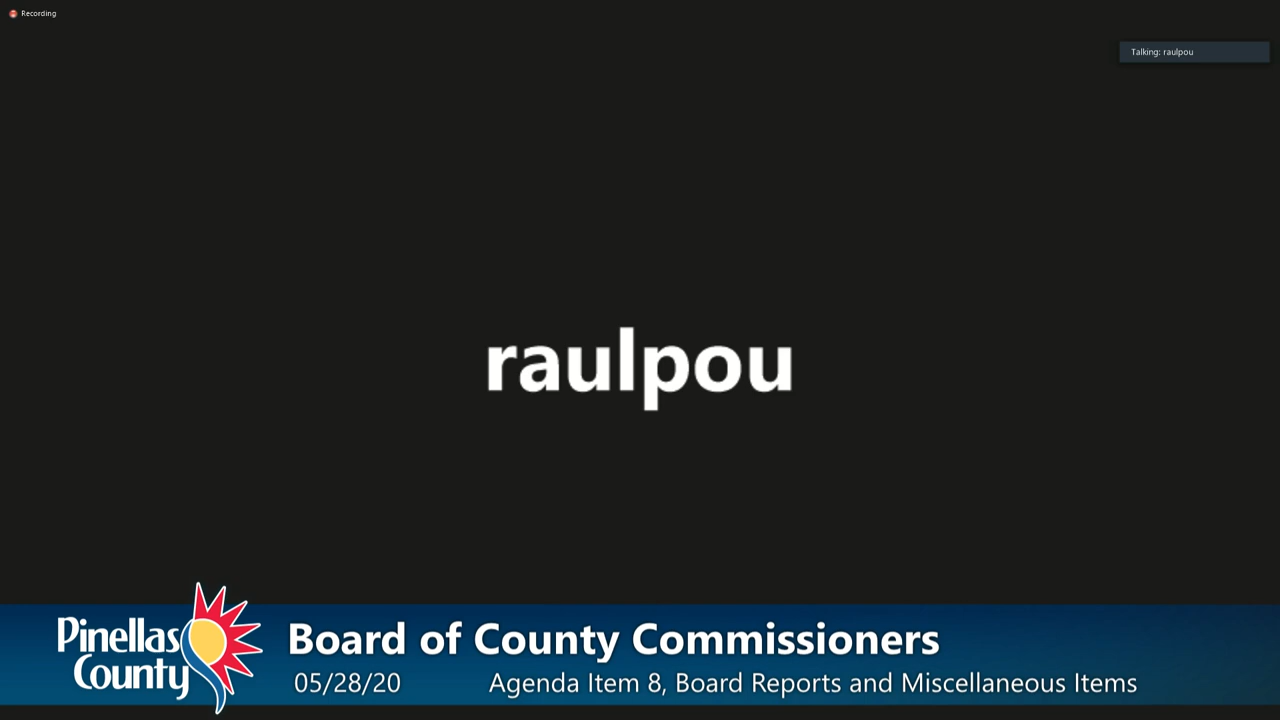 Recording
Talking: raulpou
raulpou
Pinellas
County
Board of County Commissioners
05/28/20
Agenda Item 8, Board Reports and Miscellaneous Items